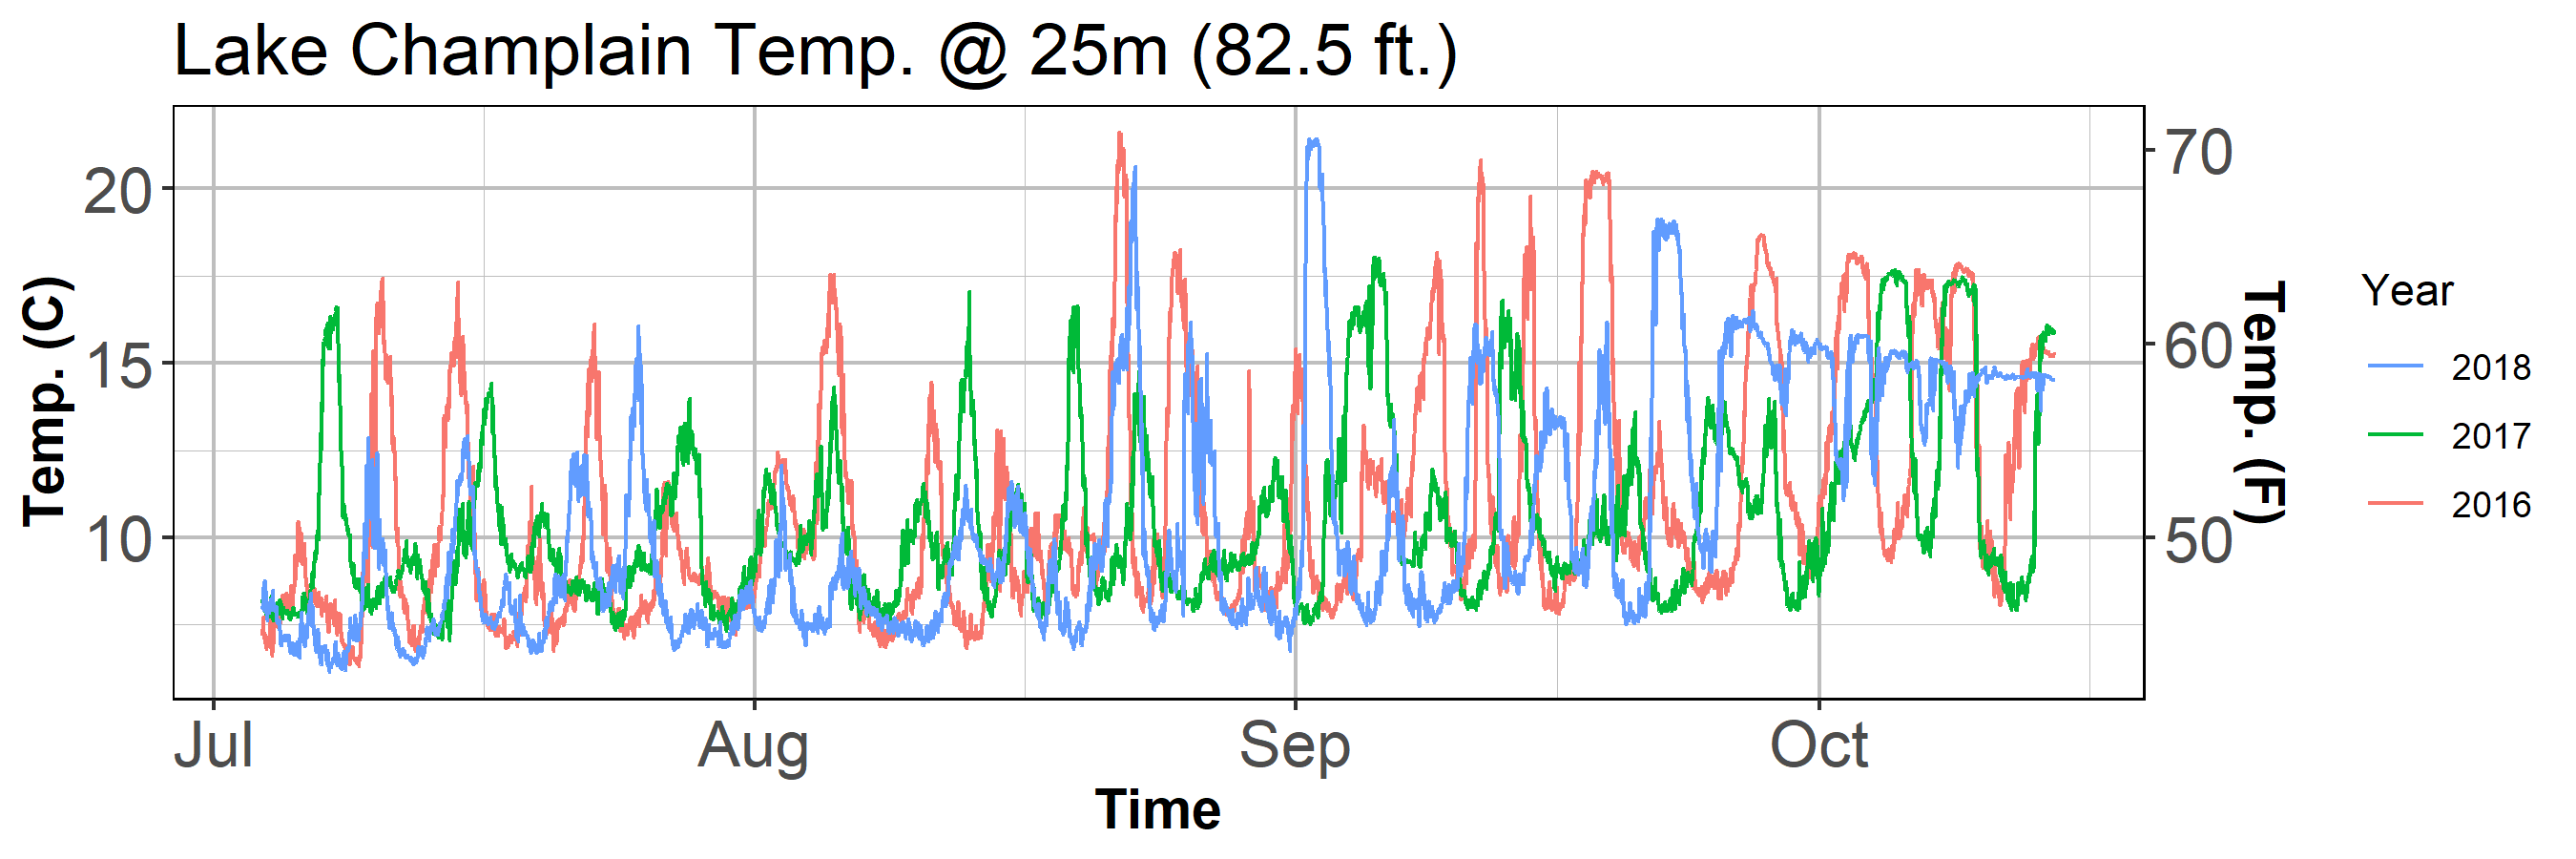 Lake Champlain Temp. @ 25m (82.5 ft.)
Temp. (C)
20
15
10
70
60
50
Temp. (F)
Jul Aug Sep Oct
Time
Year
2018
2017
2016